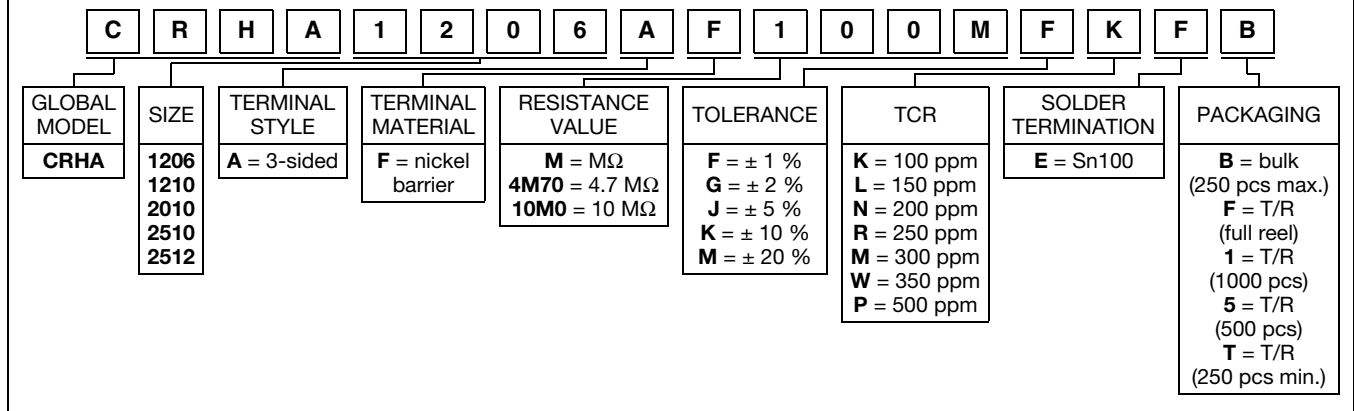 C R H A 1 2 0 6 A F 1 0 0 M F K F B
GLOBAL
MODEL
CRHA
SIZE
1206
1210
2010
2510
2512
TERMINAL
STYLE
A = 3-sided
TERMINAL
MATERIAL
F = nickel
barrier
RESISTANCE
VALUE
M = MΩ
4M70 = 4.7 MΩ
10M0 = 10 MΩ
TOLERANCE
F = ± 1 %
G = ± 2 %
J = ± 5 %
K = ± 10 %
M = ± 20 %
TCR
K = 100 ppm
L = 150 ppm
N = 200 ppm
R = 250 ppm
M = 300 ppm
W = 350 ppm
P = 500 ppm
SOLDER
TERMINATION
E = Sn100
PACKAGING
B = bulk
(250 pcs max.)
F = T/R
(full reel)
1 = T/R
(1000 pcs)
5 = T/R
(500 pcs)
T = T/R
(250 pcs min.)